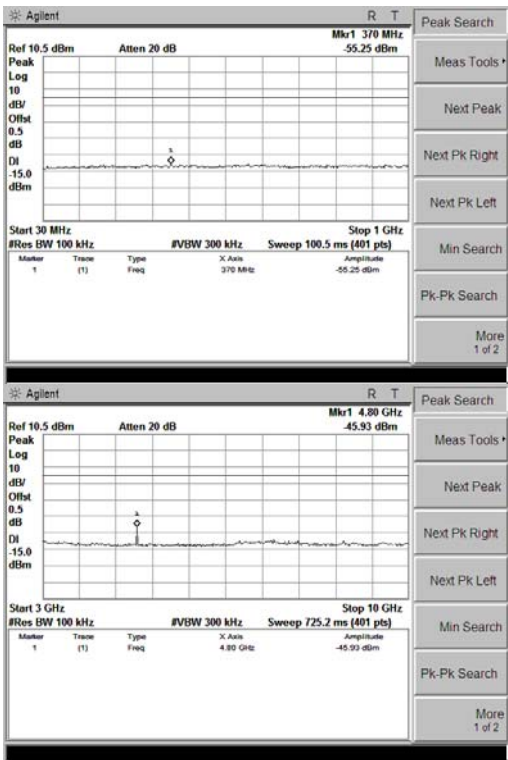 Agilent R T
Peak Search
Mkr1 370 MHz
Ref 10.5 dBm Atten 20 dB -55.25 dBm
Peak
Log
10
dB/
Offst
0.5
dB
DI
-15.0
dBm
Start 30 MHz Stop 1 GHz
#Res BW 100 kHz #VBW 300 kHz Sweep 100.5 ms (401 pts)
Marker Trace Type X Axis Amplitude
1 (1) Freq 370 MHz -55.25 dBm
Meas Tools
Next Peak
Next Pk Right
Next Pk Left
Min Search
Pk-Pk Search
More
1 of 2
Agilent R T
Peak Search
Mkr1 4.80 GHz
Ref 10.5 dBm Atten 20 dB -45.93 dBm
Peak
Log
10
dB/
Offst
0.5
dB
DI
-15.0
dBm
1
Start 3 GHz Stop 10 GHz
#Res BW 100 kHz #VBW 300 kHz Sweep 725.2 ms (401 pts)
Marker Trace Type X Axis Amplitude
1 (1) Freq 4.80 GHz -45.93 dBm
Meas Tools
Next Peak
Next Pk Right
Next Pk Left
Min Search
Pk-Pk Search
More
1 of 2